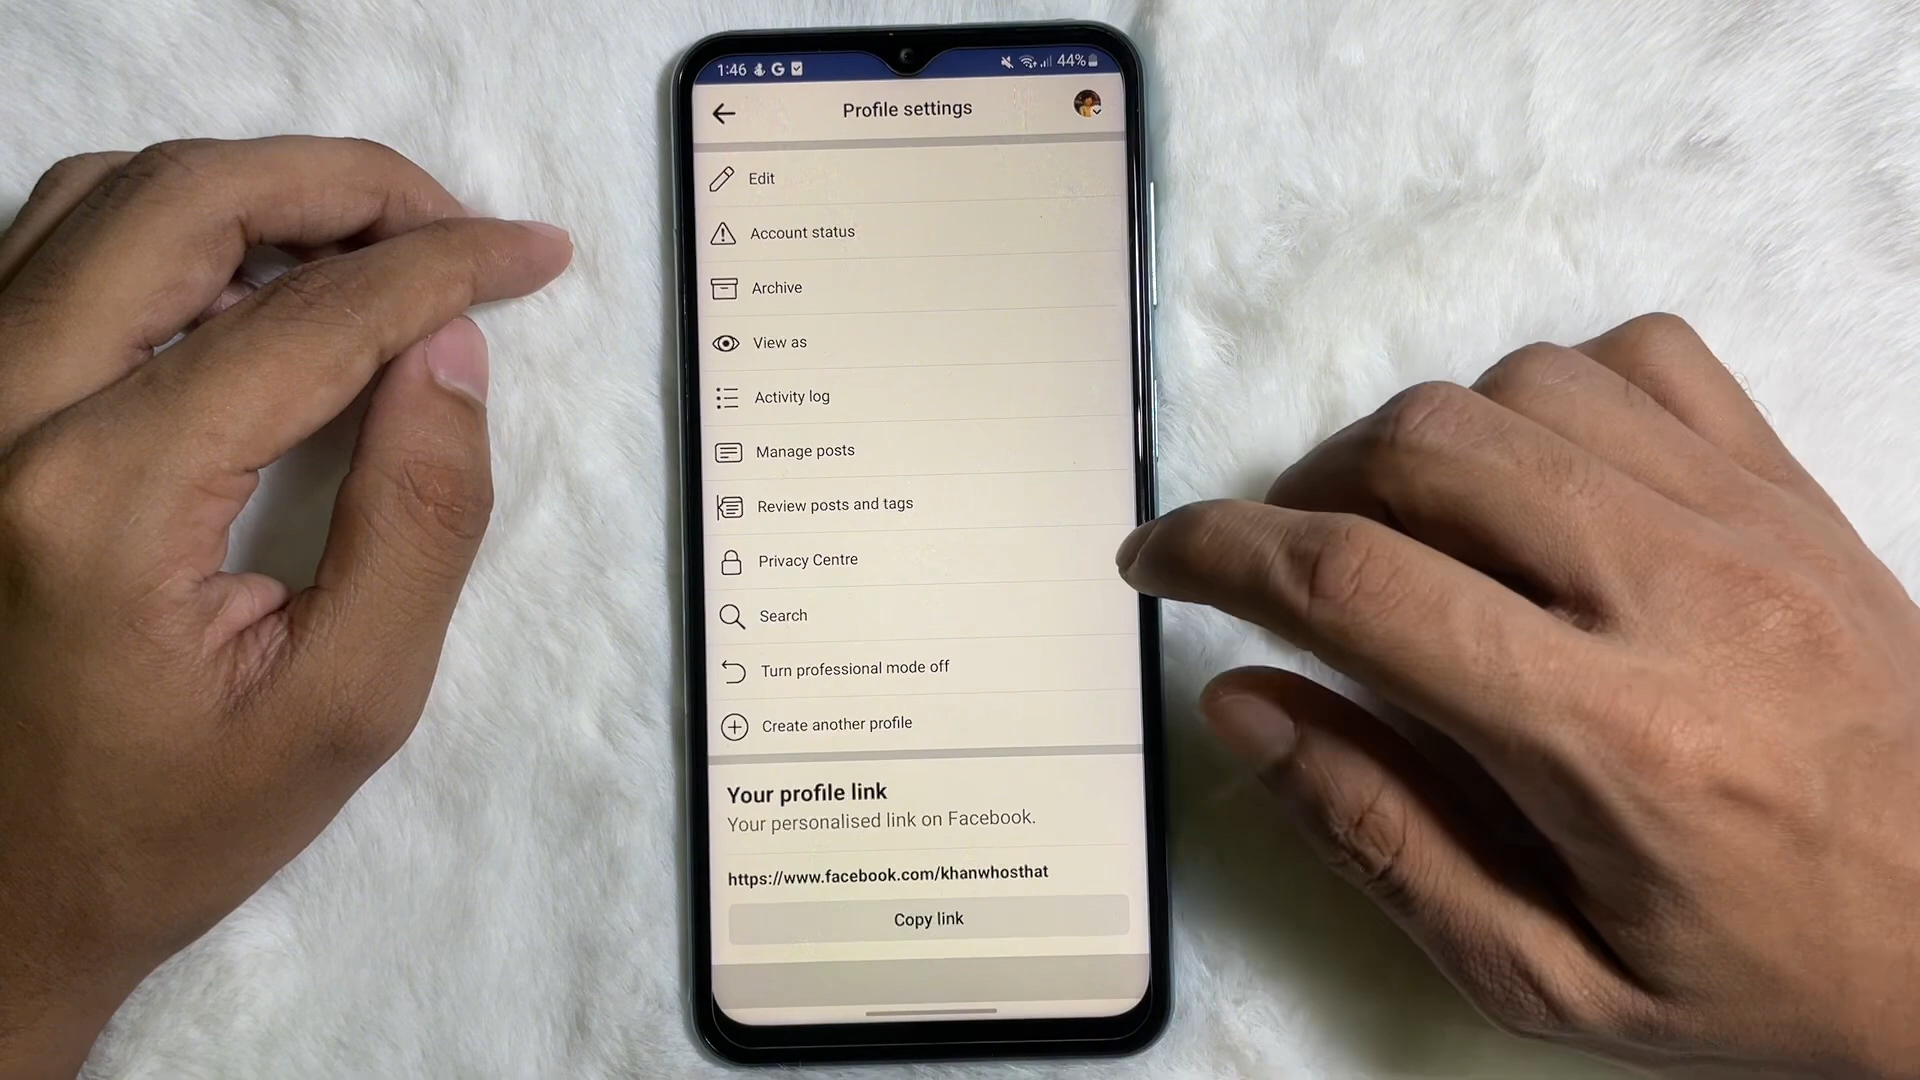 1:46 G 44%
Profile settings
Edit
Account status
Archive
View as
Activity log
Manage posts
Review posts and tags
Privacy Centre
Search
Turn professional mode off
Create another profile
Your profile link
Your personalised link on Facebook.
https://www.facebook.com/khanwhosthat
Copy link